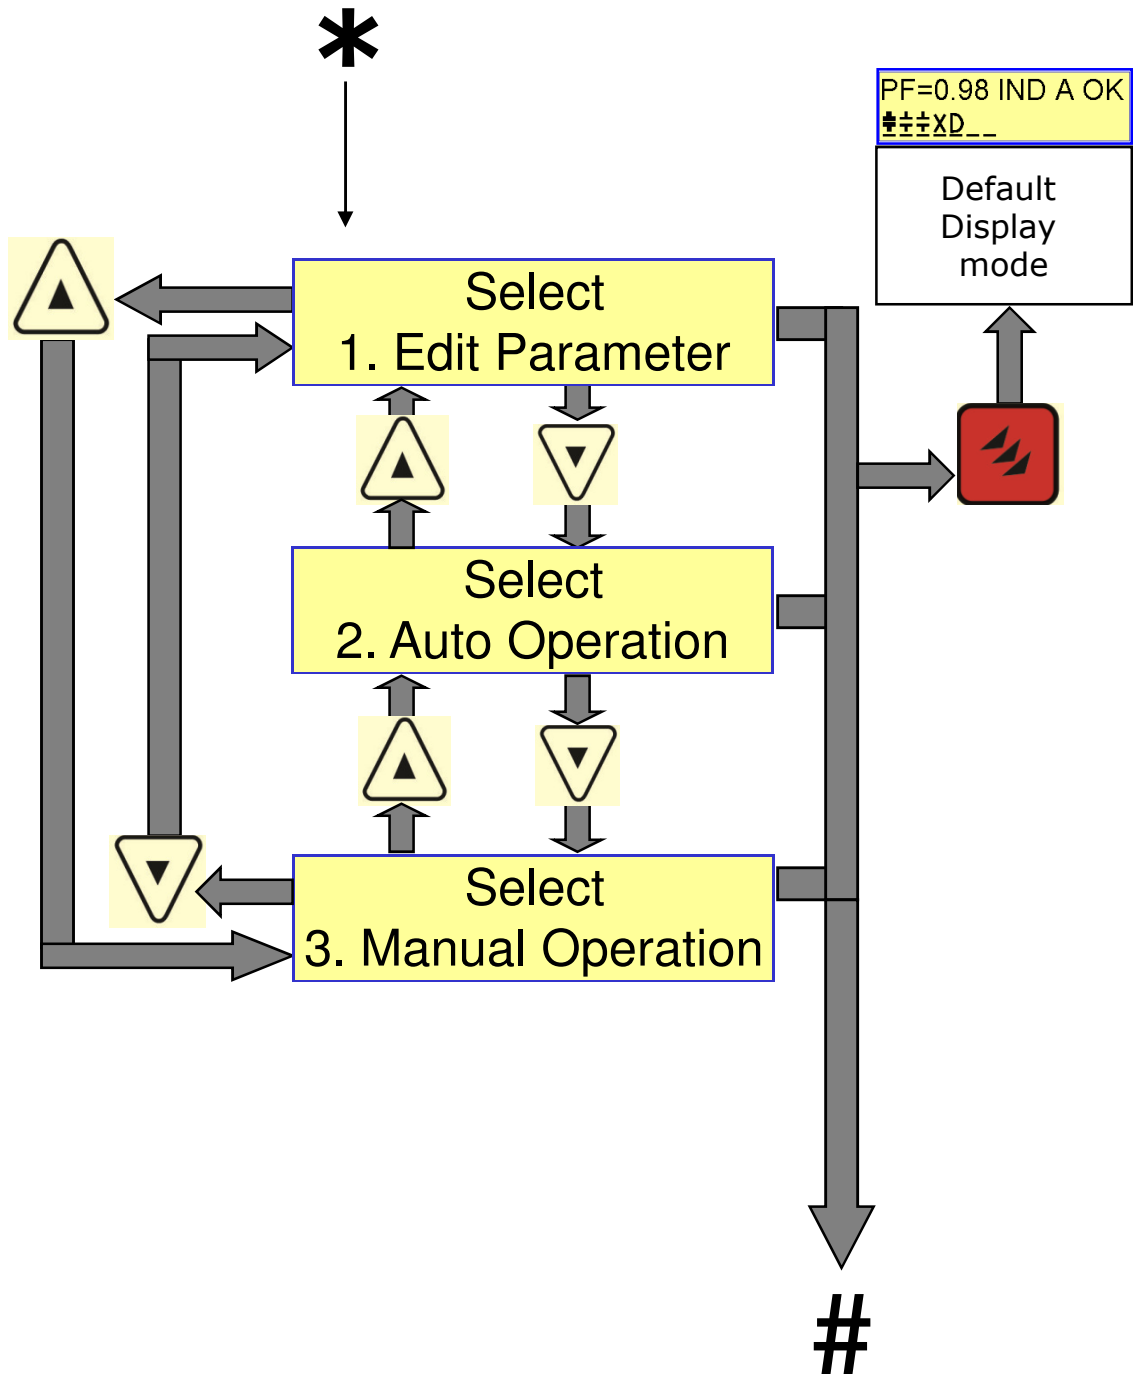 *
PF=0.98 IND A OK
XD_ _
Default
Display
mode
Select
1. Edit Parameter
Select
2. Auto Operation
Select
3. Manual Operation
#